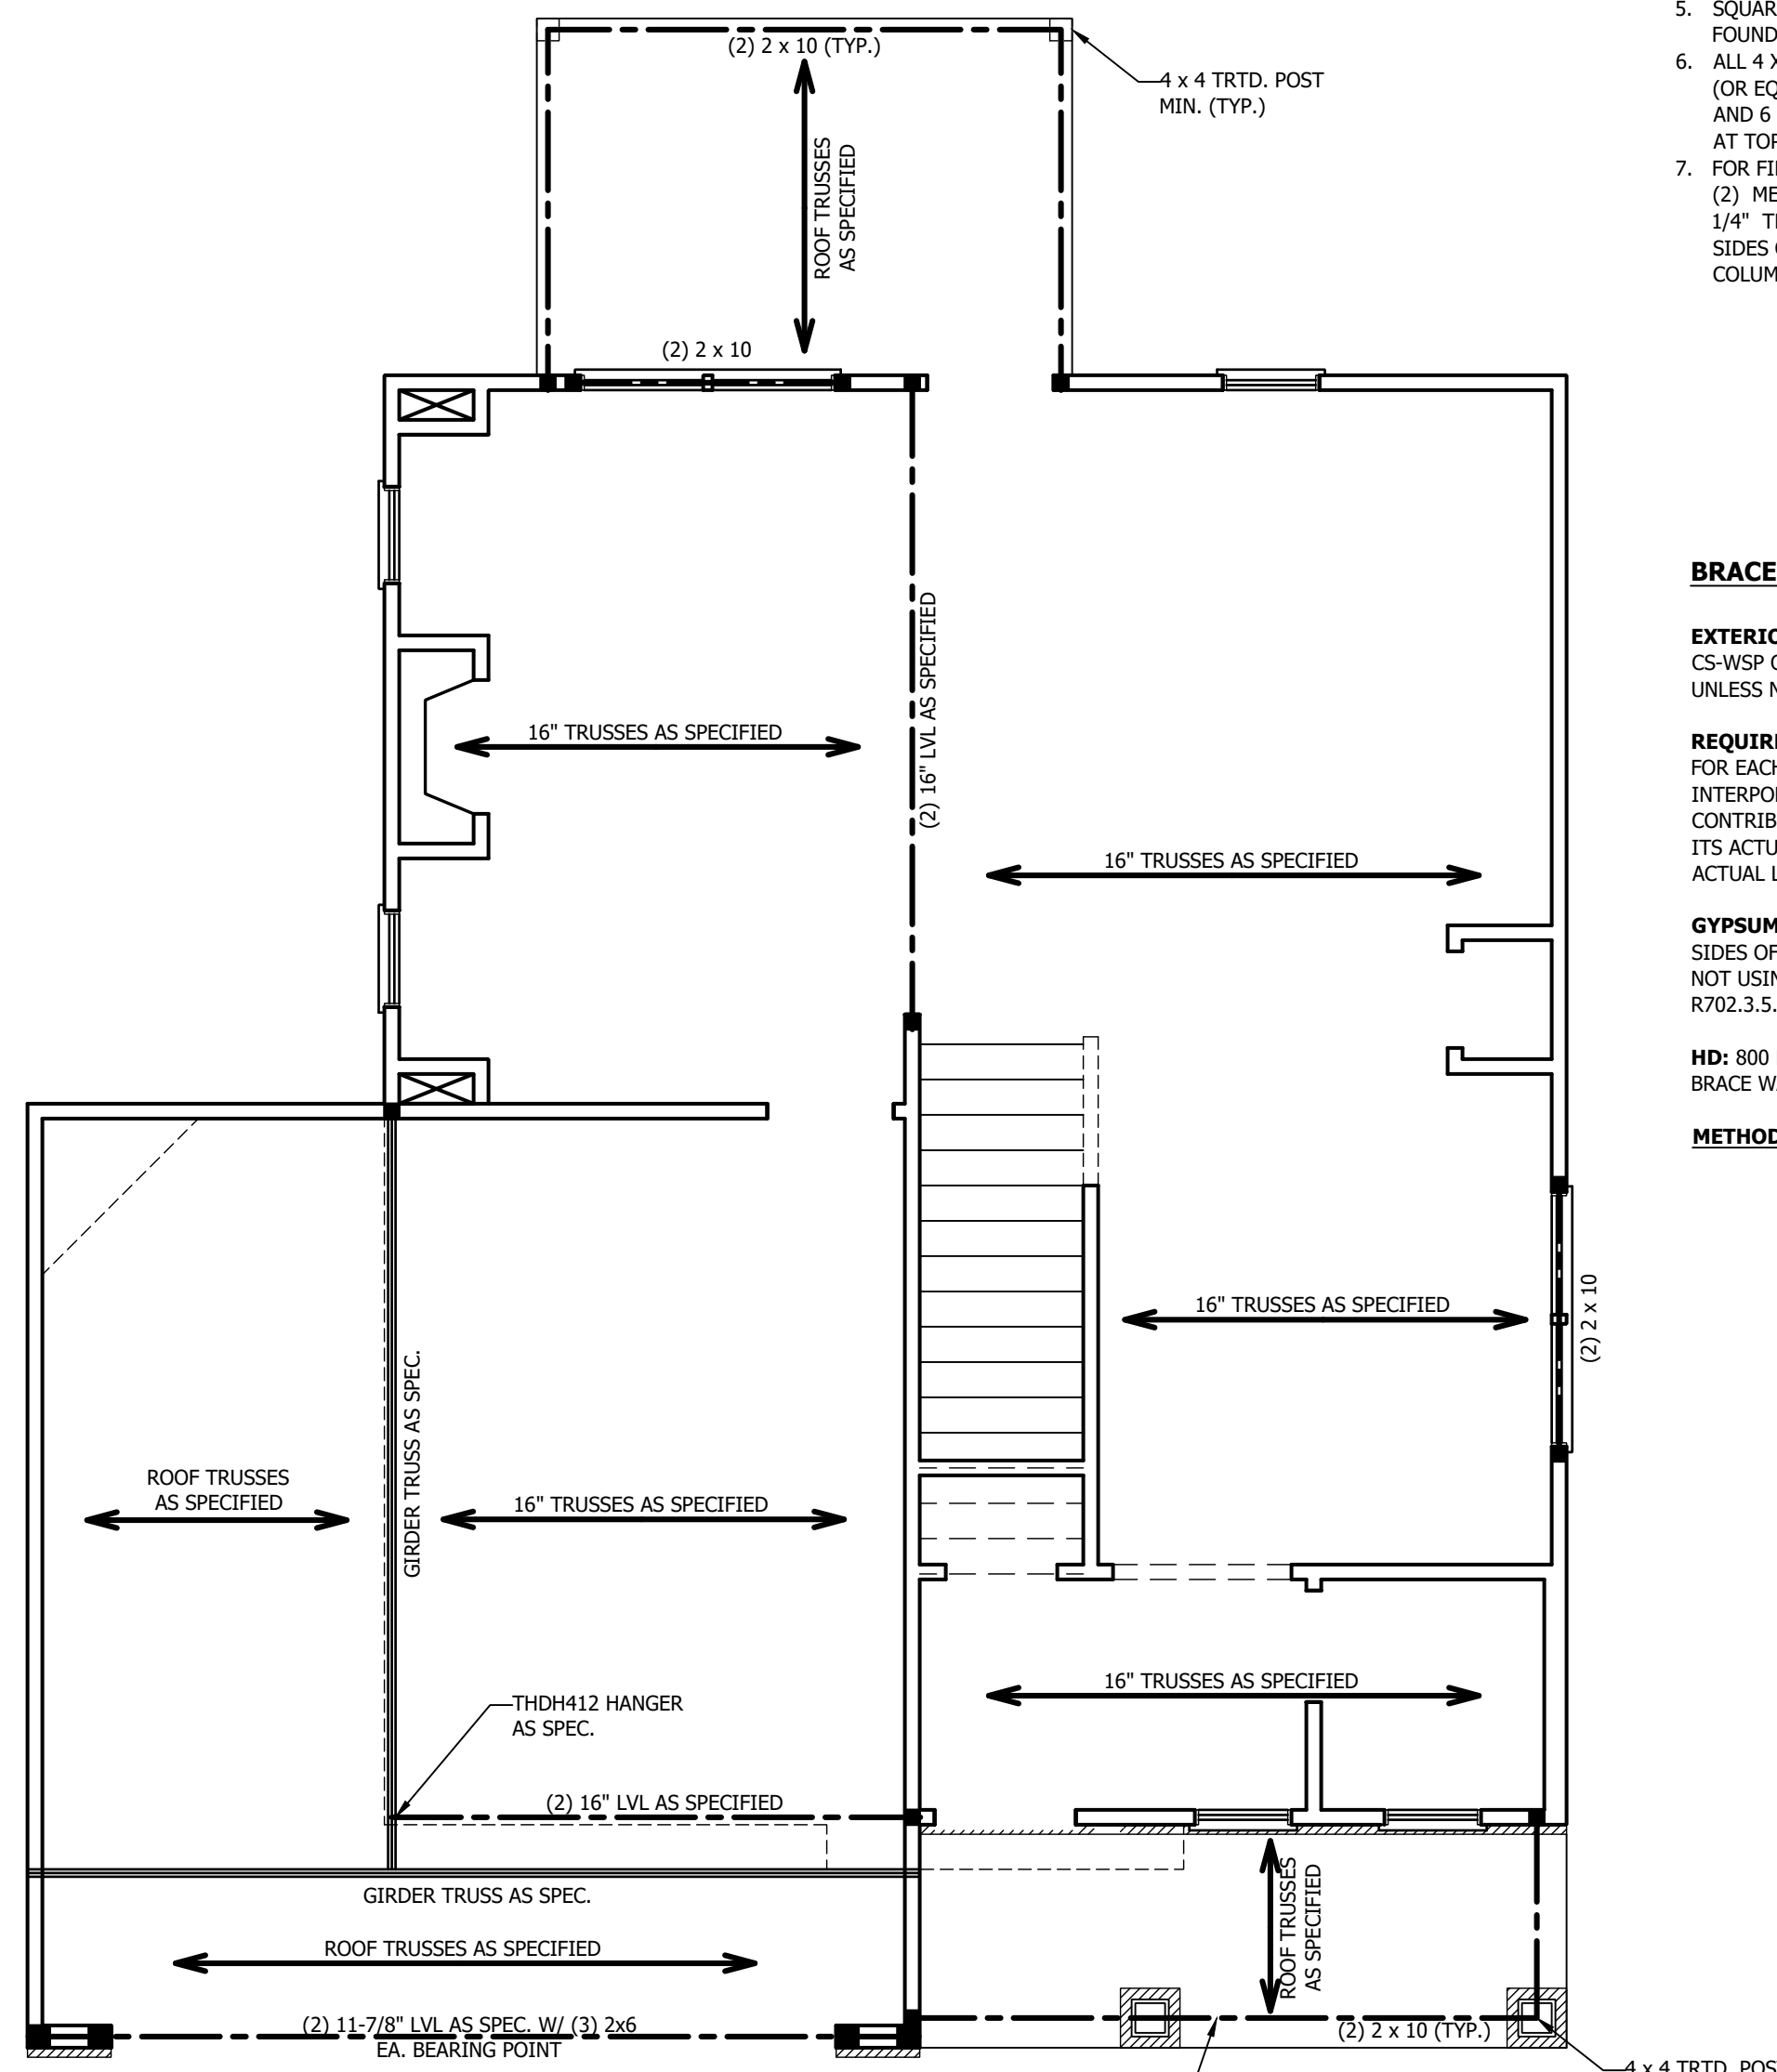 (2) 2 x 10 (TYP.)
4 x 4 TRTD. POST
MIN. (TYP.)
ROOF TRUSSES
AS SPECIFIED
(2) 2 x 10
16" TRUSSES AS SPECIFIED
(2) 16" LVL AS SPECIFIED
16" TRUSSES AS SPECIFIED
16" TRUSSES AS SPECIFIED
(2) 2 x 10
ROOF TRUSSES
AS SPECIFIED
GIRDER TRUSS AS SPEC.
16" TRUSSES AS SPECIFIED
16" TRUSSES AS SPECIFIED
THDH412 HANGER
AS SPEC.
(2) 16" LVL AS SPECIFIED
GIRDER TRUSS AS SPEC.
ROOF TRUSSES AS SPECIFIED
ROOF TRUSSES
AS SPECIFIED
(2) 11-7/8" LVL AS SPEC. W/ (3) 2x6
EA. BEARING POINT
(2) 2 x 10 (TYP.)
4 x 4 TRTD. POS
5. SQUAR
FOUND
6. ALL 4 X
(OR EQ
AND 6
AT TOP
7. FOR FI
(2) ME
1/4" T
SIDES
COLUM
BRACE
EXTERIO
CS-WSP
UNLESS N
REQUIR
FOR EACH
INTERPO
CONTRIB
ITS ACTU
ACTUAL L
GYPSUM
SIDES OF
NOT USIN
R702.3.5.
HD: 800
BRACE W
METHOD